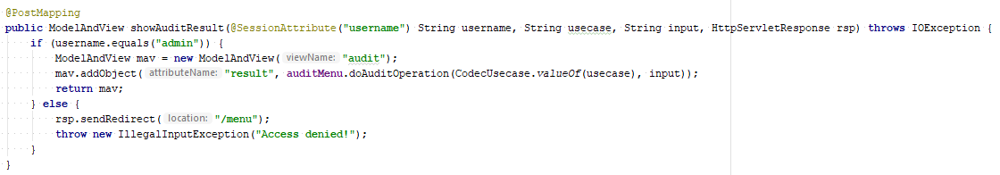 @PostMapping
public ModelAndView showAuditResult(@SessionAttribute("username") String username, String usecase, String input, HttpServletResponse rsp) throws IOException {
    if (username.equals("admin")) {
        ModelAndView mav = new ModelAndView( viewName: "audit");
        mav.addObject( attributeName: "result", auditMenu.doAuditOperation(CodecUsecase.valueOf(usecase), input));
        return mav;
    } else {
        rsp.sendRedirect( location: "/menu");
        throw new IllegalInputException("Access denied!");
    }
}